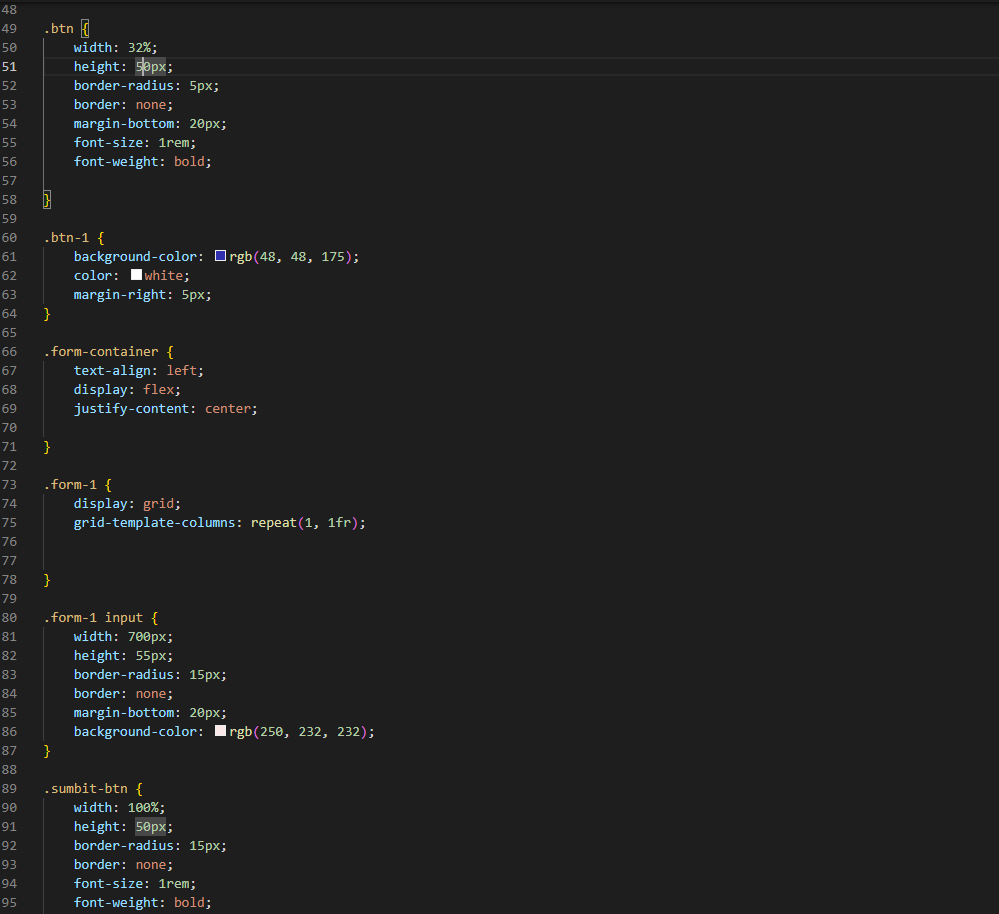 48
49 .btn {
50     width: 32%;
51     height: 50px;
52     border-radius: 5px;
53     border: none;
54     margin-bottom: 20px;
55     font-size: 1rem;
56     font-weight: bold;
57
58 }
59
60 .btn-1 {
61     background-color: rgb(48, 48, 175);
62     color: white;
63     margin-right: 5px;
64 }
65
66 .form-container {
67     text-align: left;
68     display: flex;
69     justify-content: center;
70
71 }
72
73 .form-1 {
74     display: grid;
75     grid-template-columns: repeat(1, 1fr);
76
77
78 }
79
80 .form-1 input {
81     width: 700px;
82     height: 55px;
83     border-radius: 15px;
84     border: none;
85     margin-bottom: 20px;
86     background-color: rgb(250, 232, 232);
87 }
88
89 .sumbit-btn {
90     width: 100%;
91     height: 50px;
92     border-radius: 15px;
93     border: none;
94     font-size: 1rem;
95     font-weight: bold;